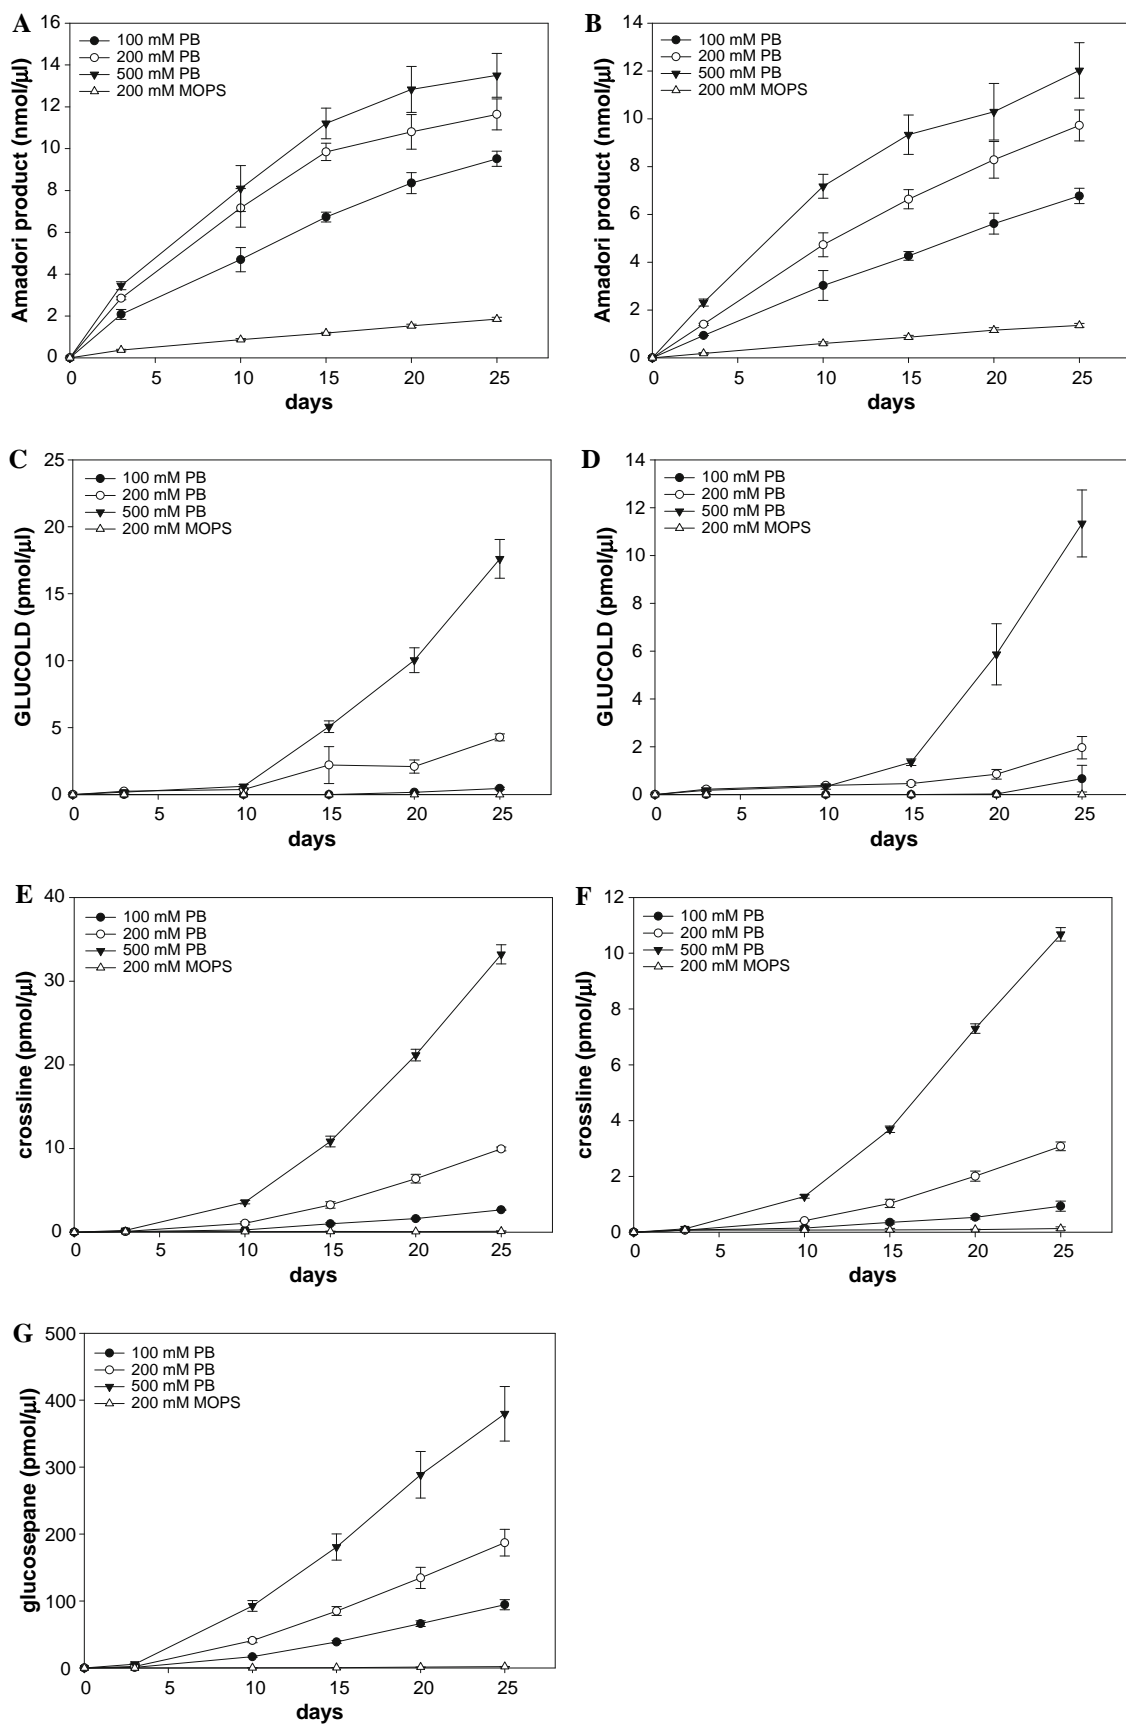 A
16
14
12
10
8
6
4
2
0
Amadori product (nmol/µl)
100 mM PB
200 mM PB
500 mM PB
200 mM MOPS
0 5 10 15 20 25
days
B
14
12
10
8
6
4
2
0
Amadori product (nmol/µl)
100 mM PB
200 mM PB
500 mM PB
200 mM MOPS
0 5 10 15 20 25
days
C
25
20
15
10
5
0
GLUCOLD (pmol/µl)
100 mM PB
200 mM PB
500 mM PB
200 mM MOPS
0 5 10 15 20 25
days
D
14
12
10
8
6
4
2
0
GLUCOLD (pmol/µl)
100 mM PB
200 mM PB
500 mM PB
200 mM MOPS
0 5 10 15 20 25
days
E
40
30
20
10
0
crossline (pmol/µl)
100 mM PB
200 mM PB
500 mM PB
200 mM MOPS
0 5 10 15 20 25
days
F
12
10
8
6
4
2
0
crossline (pmol/µl)
100 mM PB
200 mM PB
500 mM PB
200 mM MOPS
0 5 10 15 20 25
days
G
500
400
300
200
100
0
glucosepane (pmol/µl)
100 mM PB
200 mM PB
500 mM PB
200 mM MOPS
0 5 10 15 20 25
days